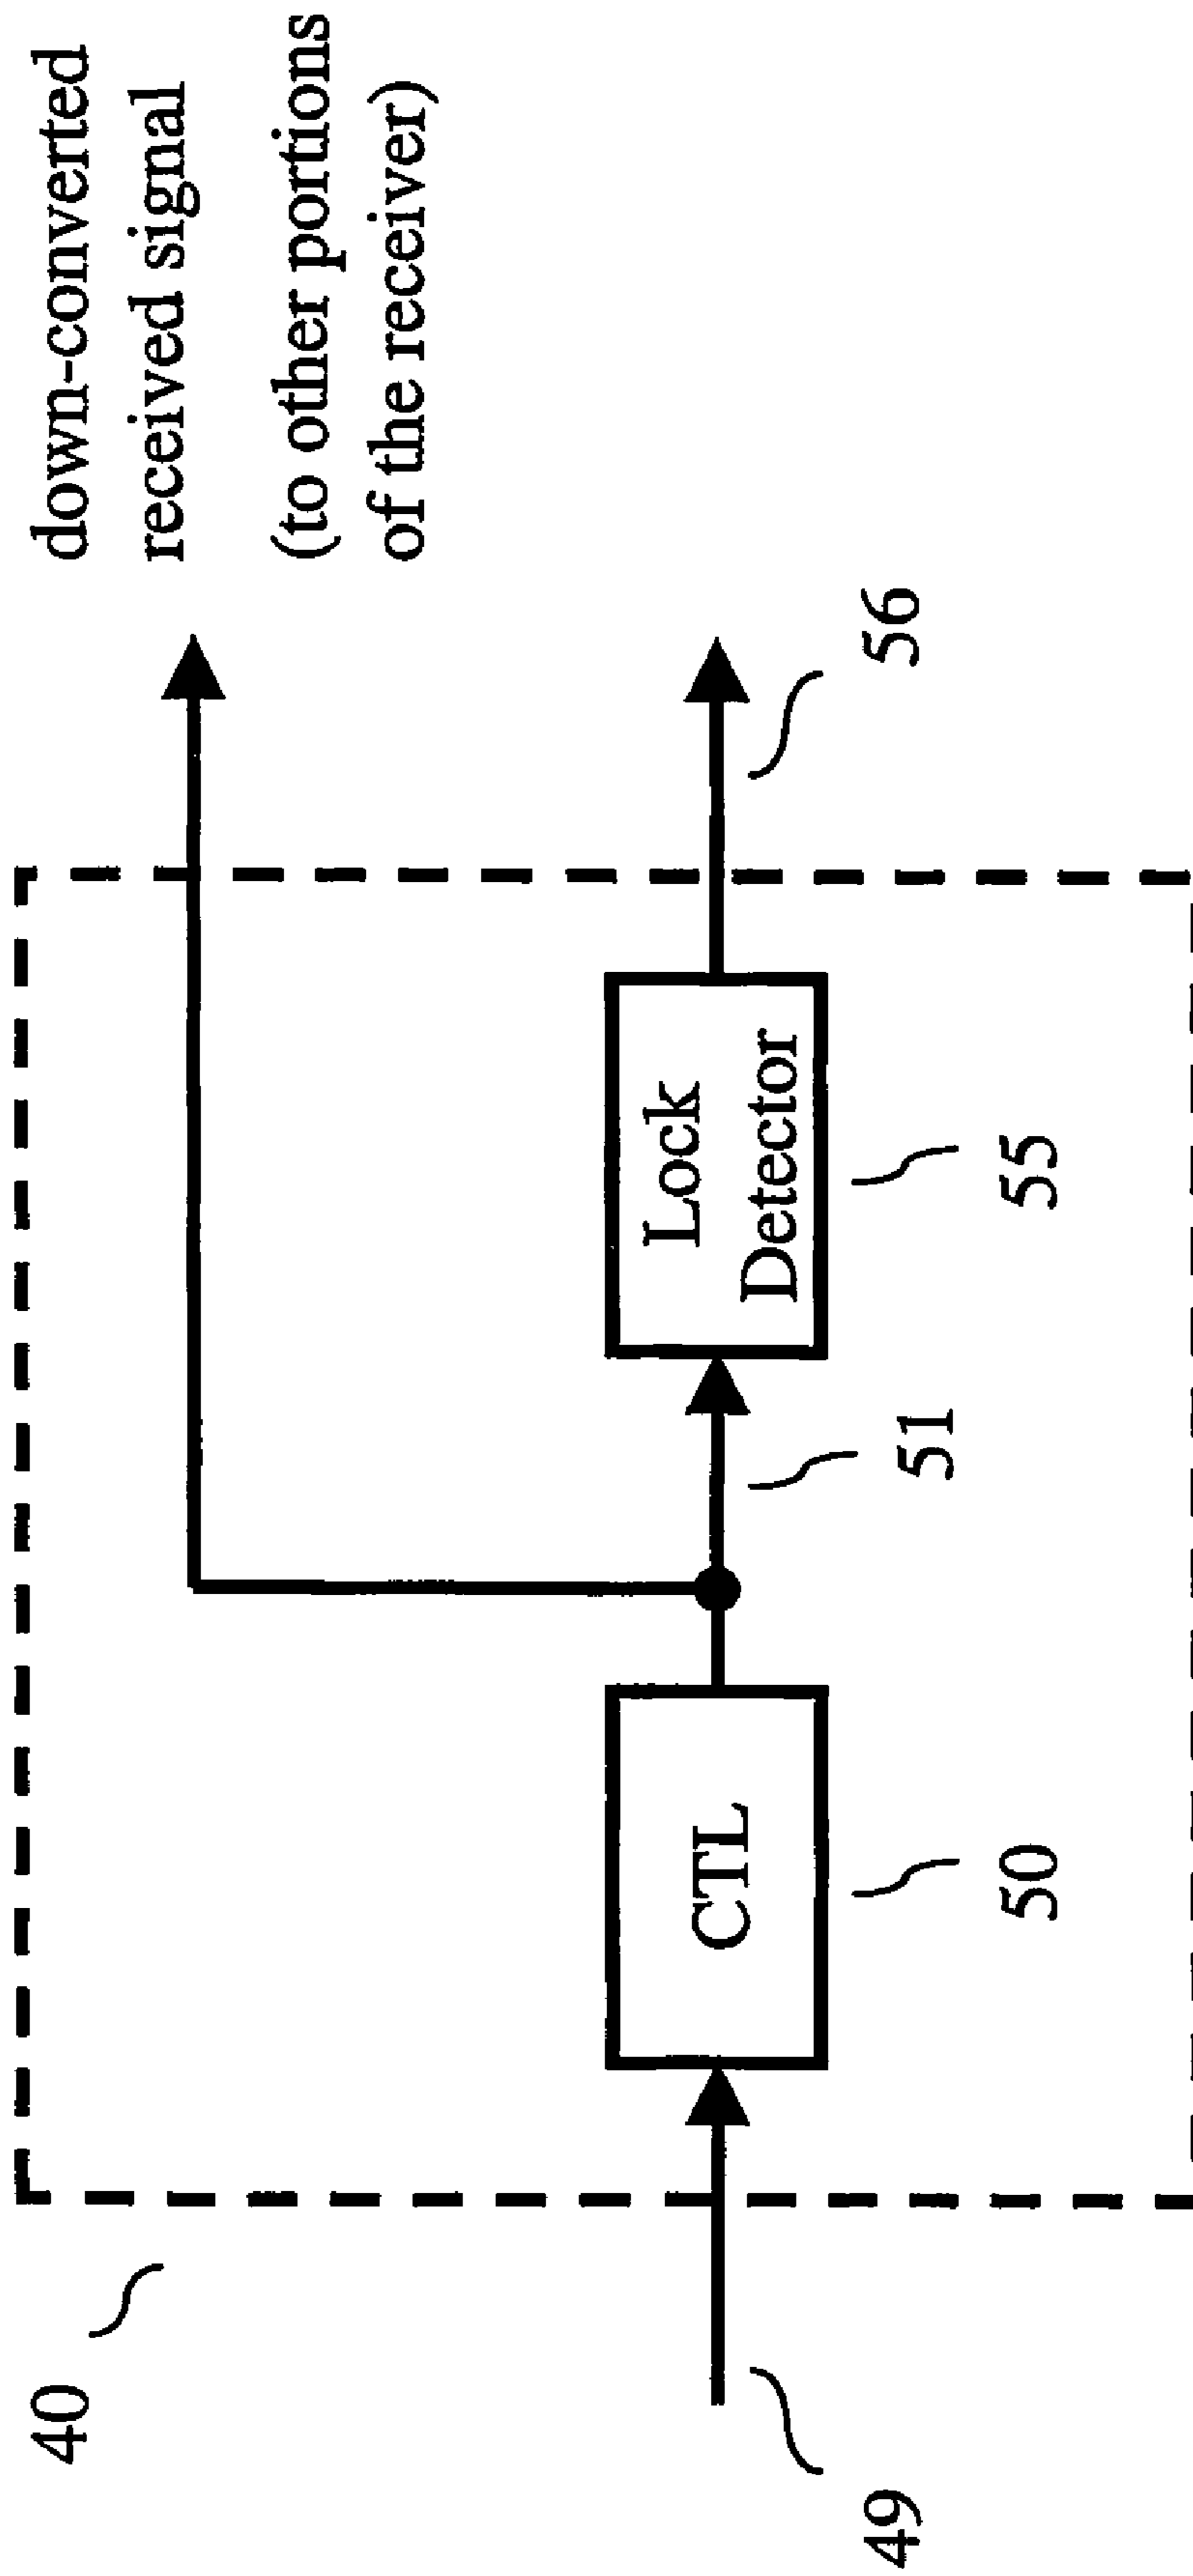 down-converted
received signal
(to other portions
of the receiver)
40
49
CTL
50
51
Lock
Detector
55
56